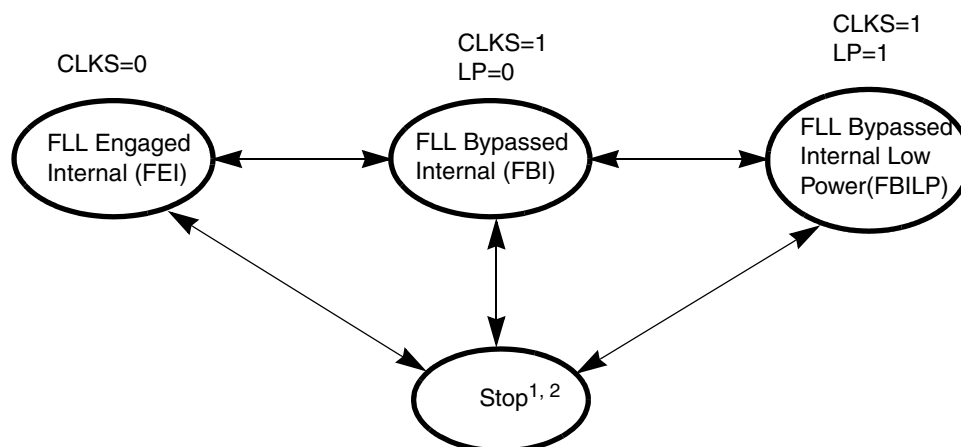 CLKS=0
CLKS=1
LP=0
CLKS=1
LP=1
FLL Engaged
Internal (FEI)
FLL Bypassed
Internal (FBI)
FLL Bypassed
Internal Low
Power(FBILP)
Stop1, 2